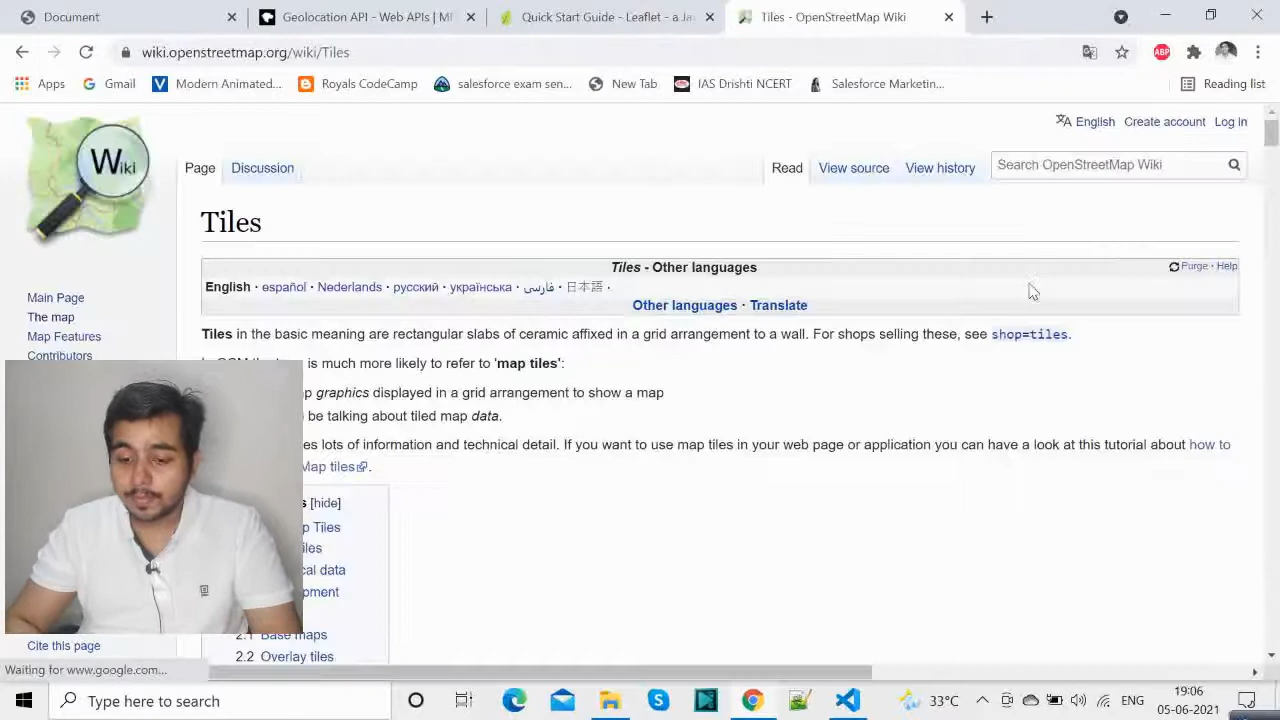 Document
Geolocation API - Web APIs | M
Quick Start Guide - Leaflet - a Ja
Tiles - OpenStreetMap Wiki
wiki.openstreetmap.org/wiki/Tiles
ABP
Apps
Gmail
Modern Animated...
Royals CodeCamp
salesforce exam sen...
New Tab
IAS Drishti NCERT
Salesforce Marketin...
Reading list
Wiki
English Create account Log in
Page Discussion Read View source View history Search OpenStreetMap Wiki
Tiles
Tiles - Other languages
Purge · Help
English · español · Nederlands · русский · українська · فارسی · 日本語 ·
Other languages · Translate
Main Page
The map
Map Features
Contributors
Tiles in the basic meaning are rectangular slabs of ceramic affixed in a grid arrangement to a wall. For shops selling these, see shop=tiles.
is much more likely to refer to 'map tiles':
graphics displayed in a grid arrangement to show a map
be talking about tiled map data.
lots of information and technical detail. If you want to use map tiles in your web page or application you can have a look at this tutorial about how to
tiles.
[hide]
Tiles
data
2.1 Base maps
2.2 Overlay tiles
Cite this page
Waiting for www.google.com...
Type here to search
33°C
ENG
19:06
05-06-2021